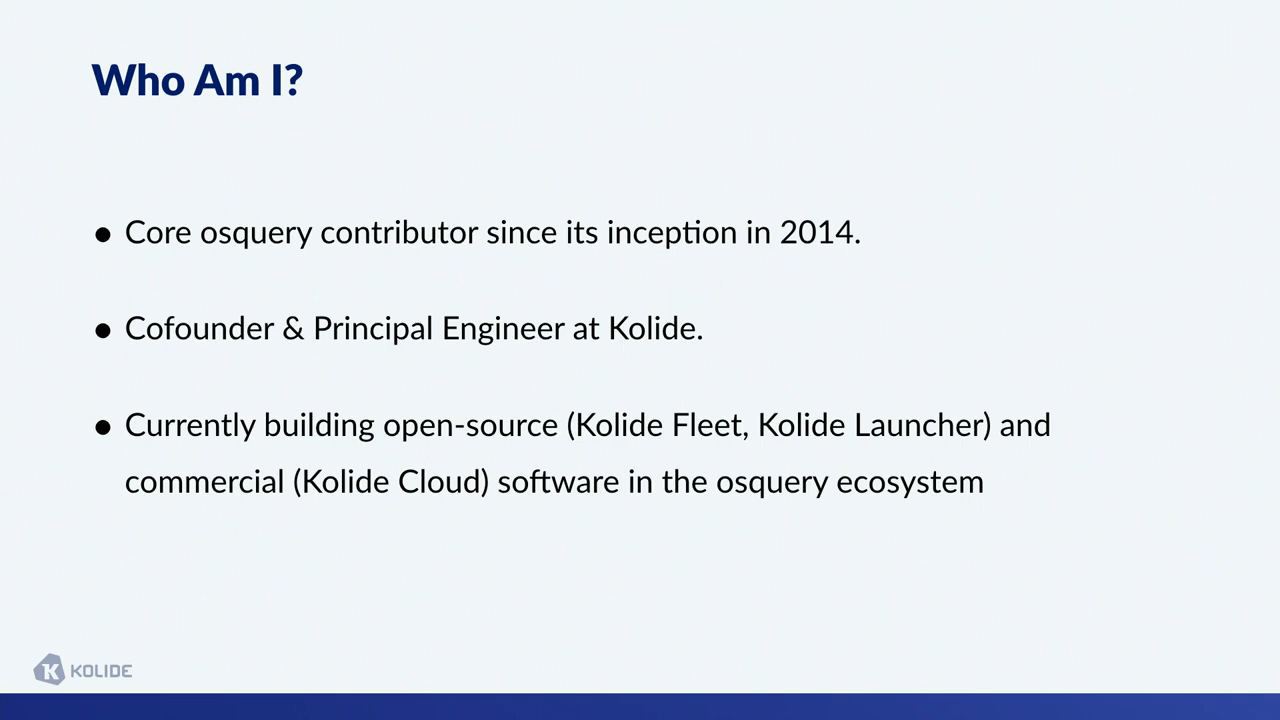 Who Am I?
● Core osquery contributor since its inception in 2014.
● Cofounder & Principal Engineer at Kolide.
● Currently building open-source (Kolide Fleet, Kolide Launcher) and
commercial (Kolide Cloud) software in the osquery ecosystem
K KOLIDE